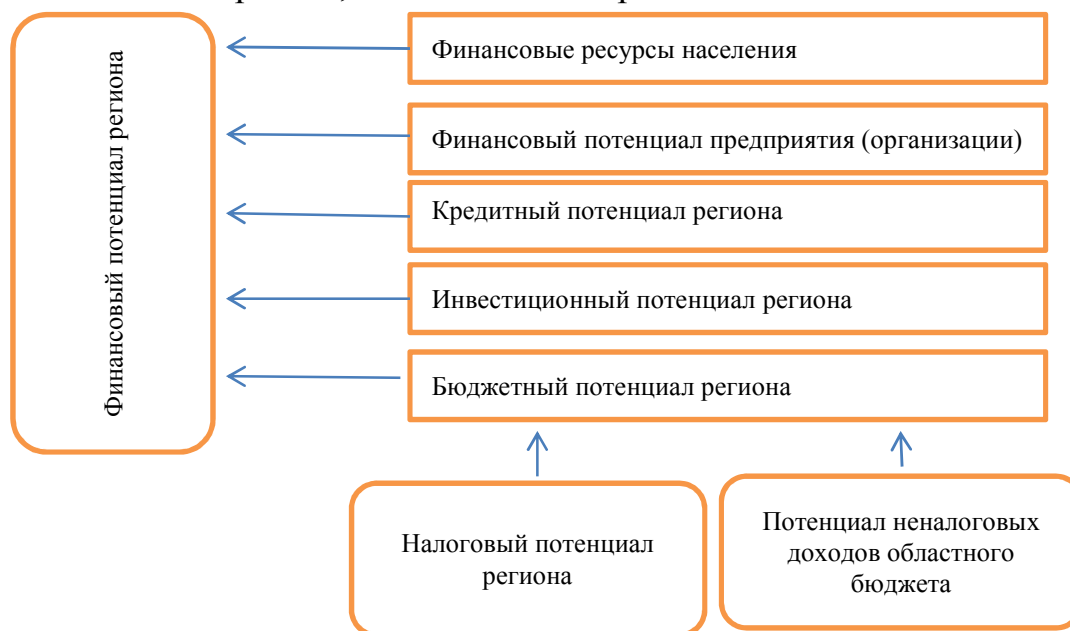 Финансовый потенциал региона
Финансовые ресурсы населения
Финансовый потенциал предприятия (организации)
Кредитный потенциал региона
Инвестиционный потенциал региона
Бюджетный потенциал региона
Налоговый потенциал
региона
Потенциал неналоговых
доходов областного
бюджета